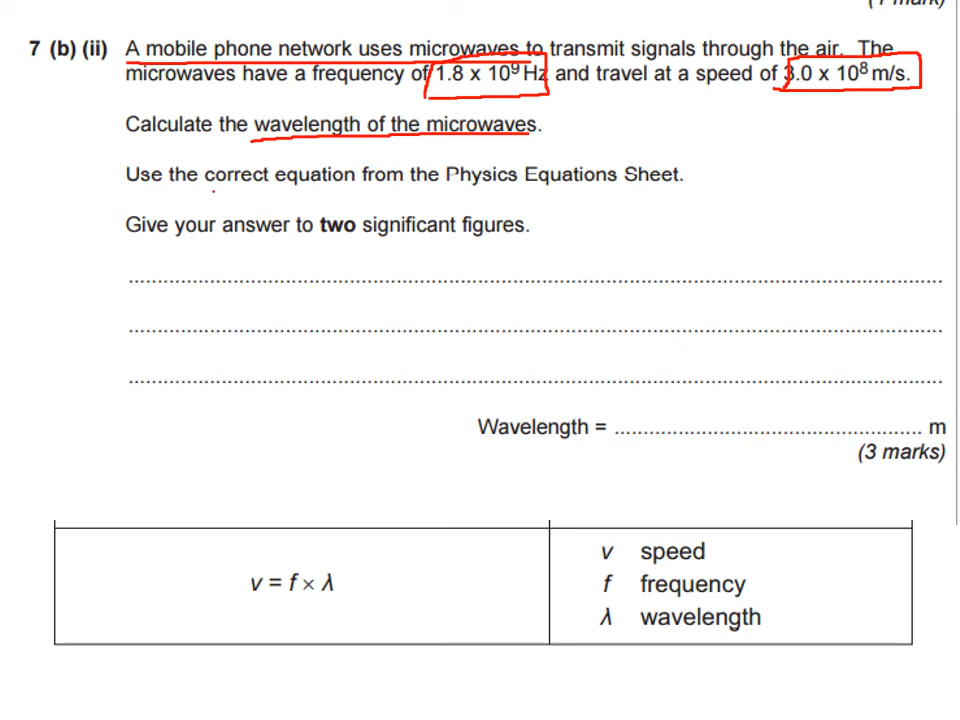 7 (b) (ii) A mobile phone network uses microwaves to transmit signals through the air. The
microwaves have a frequency of 1.8 x 10⁹ Hz and travel at a speed of 3.0 x 10⁸ m/s.
Calculate the wavelength of the microwaves.
Use the correct equation from the Physics Equations Sheet.
Give your answer to two significant figures.
Wavelength = .................................................... m
(3 marks)
v = f × λ
v speed
f frequency
λ wavelength